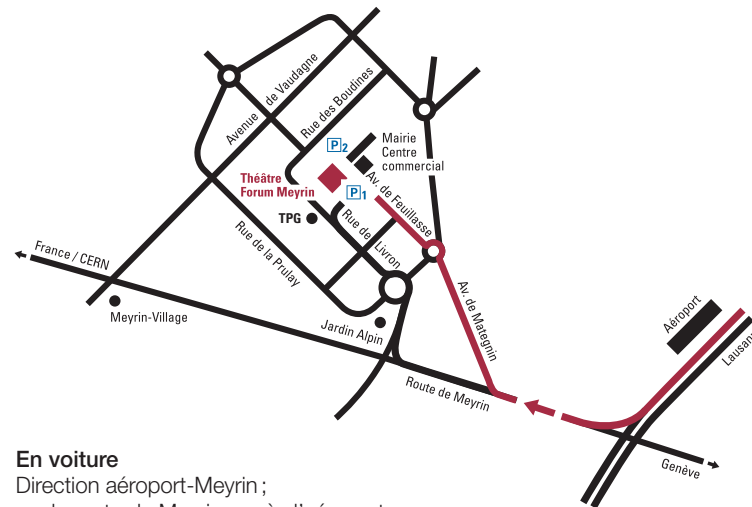 Avenue de Vaudagne
Rue des Boudines
P2
Mairie
Centre
commercial
Théâtre
Forum Meyrin
P1
Av. de Feuillasse
TPG
Rue de Livron
Rue de la Prulay
France / CERN
Meyrin-Village
Jardin Alpin
Av. de Mategnin
Aéroport
Route de Meyrin
Genève
En voiture
Direction aéroport-Meyrin ;